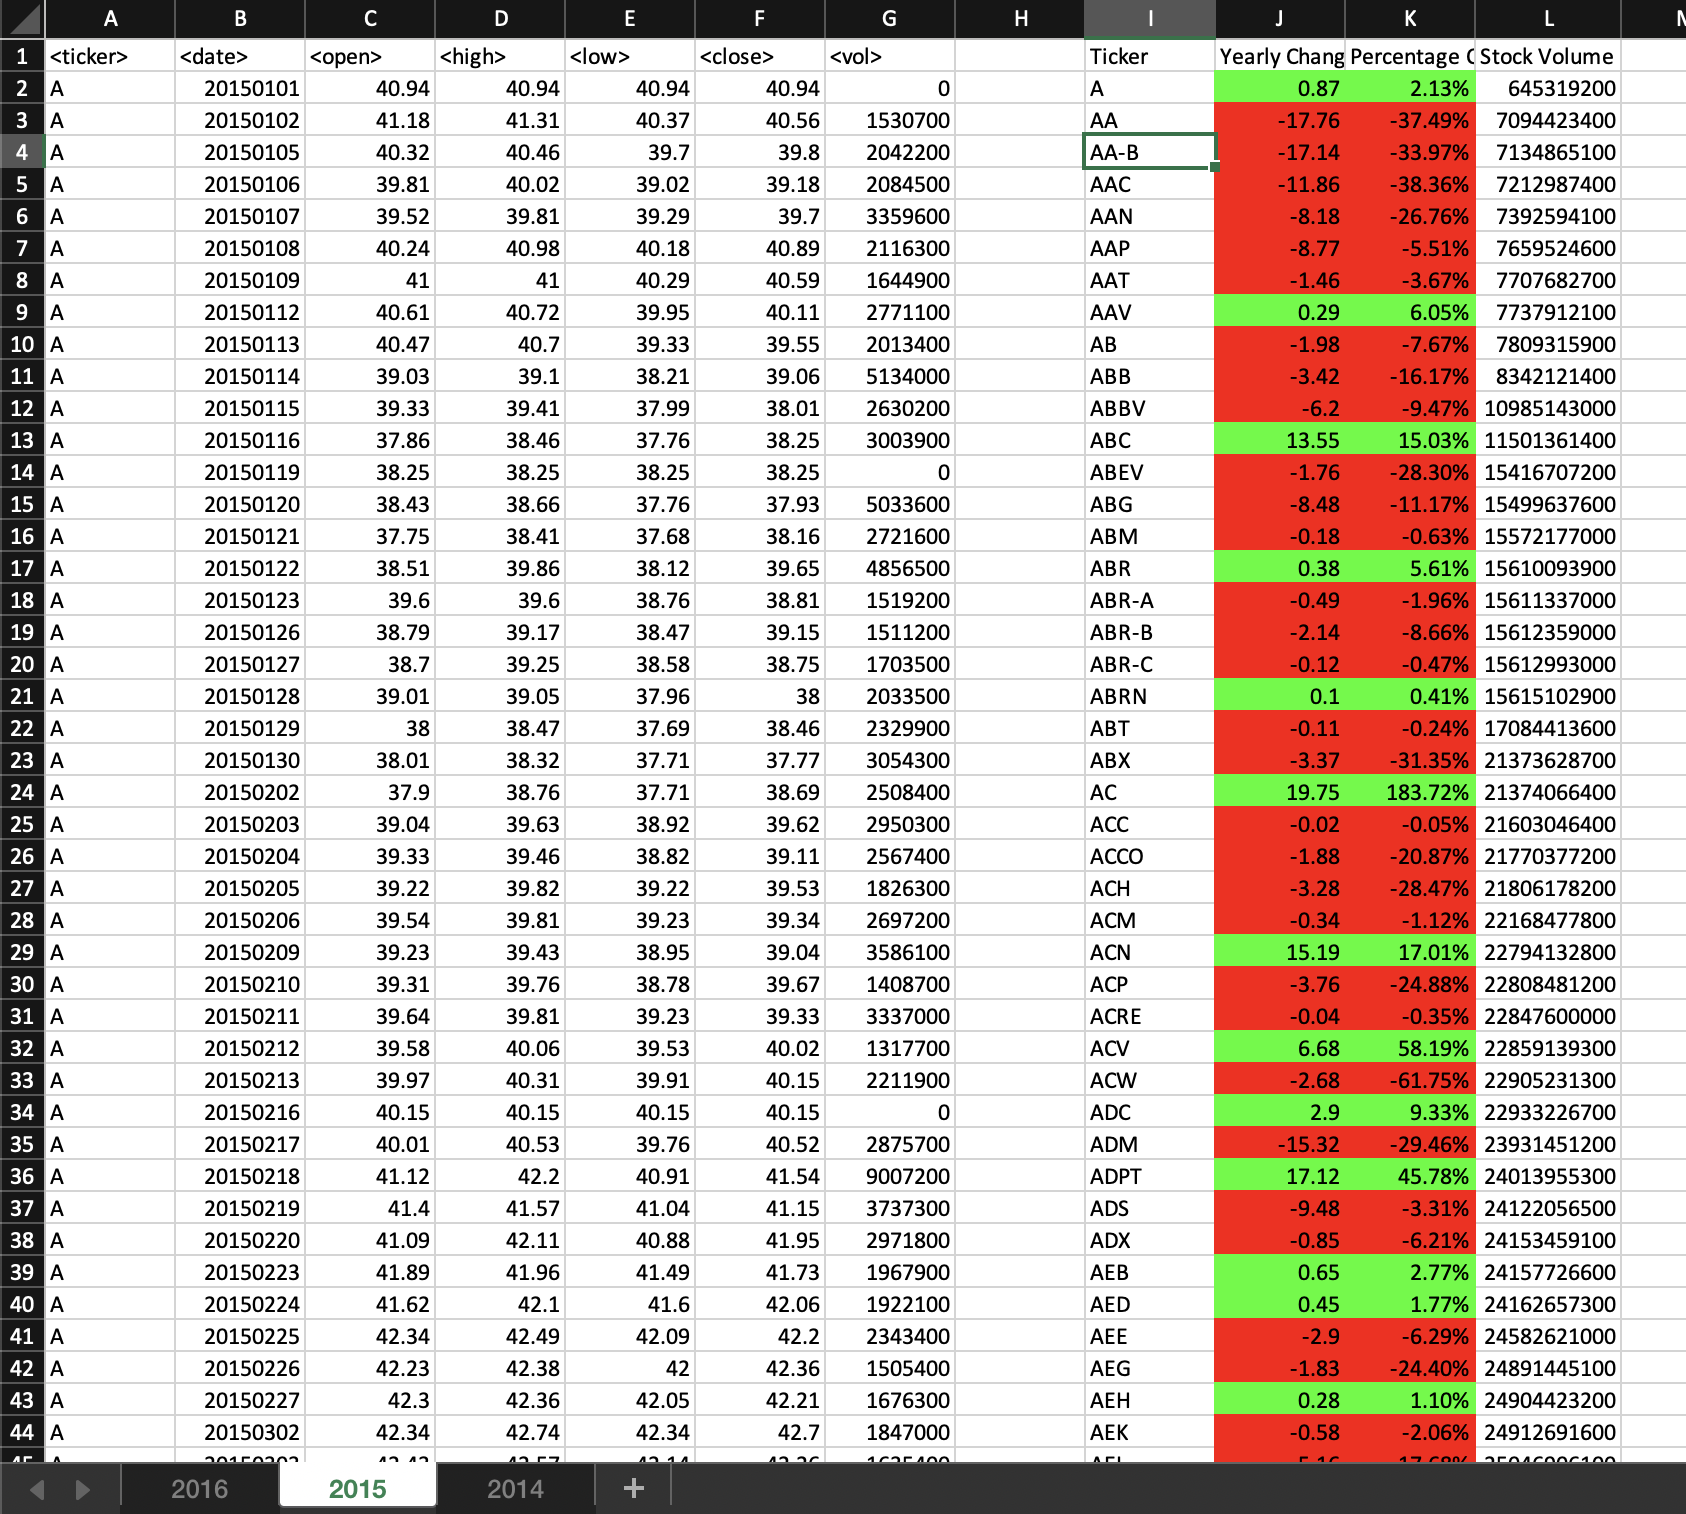 A B C D E F G H I J K L
1 <ticker> <date> <open> <high> <low> <close> <vol> Ticker Yearly Chang Percentage Stock Volume
2 A 20150101 40.94 40.94 40.94 40.94 0 A 0.87 2.13% 645319200
3 A 20150102 41.18 41.31 40.37 40.56 1530700 AA -17.76 -37.49% 7094423400
4 A 20150105 40.32 40.46 39.7 39.8 2042200 AA-B -17.14 -33.97% 7134865100
5 A 20150106 39.81 40.02 39.02 39.18 2084500 AAC -11.86 -38.36% 7212987400
6 A 20150107 39.52 39.81 39.29 39.7 3359600 AAN -8.18 -26.76% 7392594100
7 A 20150108 40.24 40.98 40.18 40.89 2116300 AAP -8.77 -5.51% 7659524600
8 A 20150109 41 41 40.29 40.59 1644900 AAT -1.46 -3.67% 7707682700
9 A 20150112 40.61 40.72 39.95 40.11 2771100 AAV 0.29 6.05% 7737912100
10 A 20150113 40.47 40.7 39.33 39.55 2013400 AB -1.98 -7.67% 7809315900
11 A 20150114 39.03 39.1 38.21 39.06 5134000 ABB -3.42 -16.17% 8342121400
12 A 20150115 39.33 39.41 37.99 38.01 2630200 ABBV -6.2 -9.47% 10985143000
13 A 20150116 37.86 38.46 37.76 38.25 3003900 ABC 13.55 15.03% 11501361400
14 A 20150119 38.25 38.25 38.25 38.25 0 ABEV -1.76 -28.30% 15416707200
15 A 20150120 38.43 38.66 37.76 37.93 5033600 ABG -8.48 -11.17% 15499637600
16 A 20150121 37.75 38.41 37.68 38.16 2721600 ABM -0.18 -0.63% 15572177000
17 A 20150122 38.51 39.86 38.12 39.65 4856500 ABR 0.38 5.61% 15610093900
18 A 20150123 39.6 39.6 38.76 38.81 1519200 ABR-A -0.49 -1.96% 15611337000
19 A 20150126 38.79 39.17 38.47 39.15 1511200 ABR-B -2.14 -8.66% 15612359000
20 A 20150127 38.7 39.25 38.58 38.75 1703500 ABR-C -0.12 -0.47% 15612993000
21 A 20150128 39.01 39.05 37.96 38 2033500 ABRN 0.1 0.41% 15615102900
22 A 20150129 38 38.47 37.69 38.46 2329900 ABT -0.11 -0.24% 17084413600
23 A 20150130 38.01 38.32 37.71 37.77 3054300 ABX -3.37 -31.35% 21373628700
24 A 20150202 37.9 38.76 37.71 38.69 2508400 AC 19.75 183.72% 21374066400
25 A 20150203 39.04 39.63 38.92 39.62 2950300 ACC -0.02 -0.05% 21603046400
26 A 20150204 39.33 39.46 38.82 39.11 2567400 ACCO -1.88 -20.87% 21770377200
27 A 20150205 39.22 39.82 39.22 39.53 1826300 ACH -3.28 -28.47% 21806178200
28 A 20150206 39.54 39.81 39.23 39.34 2697200 ACM -0.34 -1.12% 22168477800
29 A 20150209 39.23 39.43 38.95 39.04 3586100 ACN 15.19 17.01% 22794132800
30 A 20150210 39.31 39.76 38.78 39.67 1408700 ACP -3.76 -24.88% 22808481200
31 A 20150211 39.64 39.81 39.23 39.33 3337000 ACRE -0.04 -0.35% 22847600000
32 A 20150212 39.58 40.06 39.53 40.02 1317700 ACV 6.68 58.19% 22859139300
33 A 20150213 39.97 40.31 39.91 40.15 2211900 ACW -2.68 -61.75% 22905231300
34 A 20150216 40.15 40.15 40.15 40.15 0 ADC 2.9 9.33% 22933226700
35 A 20150217 40.01 40.53 39.76 40.52 2875700 ADM -15.32 -29.46% 23931451200
36 A 20150218 41.12 42.2 40.91 41.54 9007200 ADPT 17.12 45.78% 24013955300
37 A 20150219 41.4 41.57 41.04 41.15 3737300 ADS -9.48 -3.31% 24122056500
38 A 20150220 41.09 42.11 40.88 41.95 2971800 ADX -0.85 -6.21% 24153459100
39 A 20150223 41.89 41.96 41.49 41.73 1967900 AEB 0.65 2.77% 24157726600
40 A 20150224 41.62 42.1 41.6 42.06 1922100 AED 0.45 1.77% 24162657300
41 A 20150225 42.34 42.49 42.09 42.2 2343400 AEE -2.9 -6.29% 24582621000
42 A 20150226 42.23 42.38 42 42.36 1505400 AEG -1.83 -24.40% 24891445100
43 A 20150227 42.3 42.36 42.05 42.21 1676300 AEH 0.28 1.10% 24904423200
44 A 20150302 42.34 42.74 42.34 42.7 1847000 AEK -0.58 -2.06% 24912691600
2016 2015 2014 +